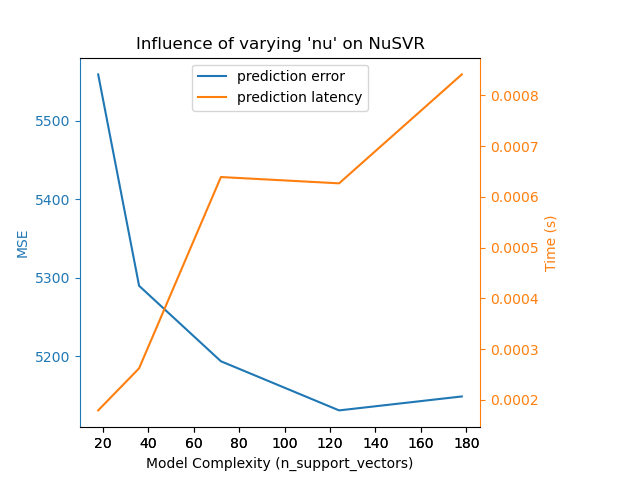 Influence of varying 'nu' on NuSVR
prediction error
prediction latency
5500
5400
5300
5200
MSE
0.0008
0.0007
0.0006
0.0005
0.0004
0.0003
0.0002
Time (s)
20 40 60 80 100 120 140 160 180
Model Complexity (n_support_vectors)